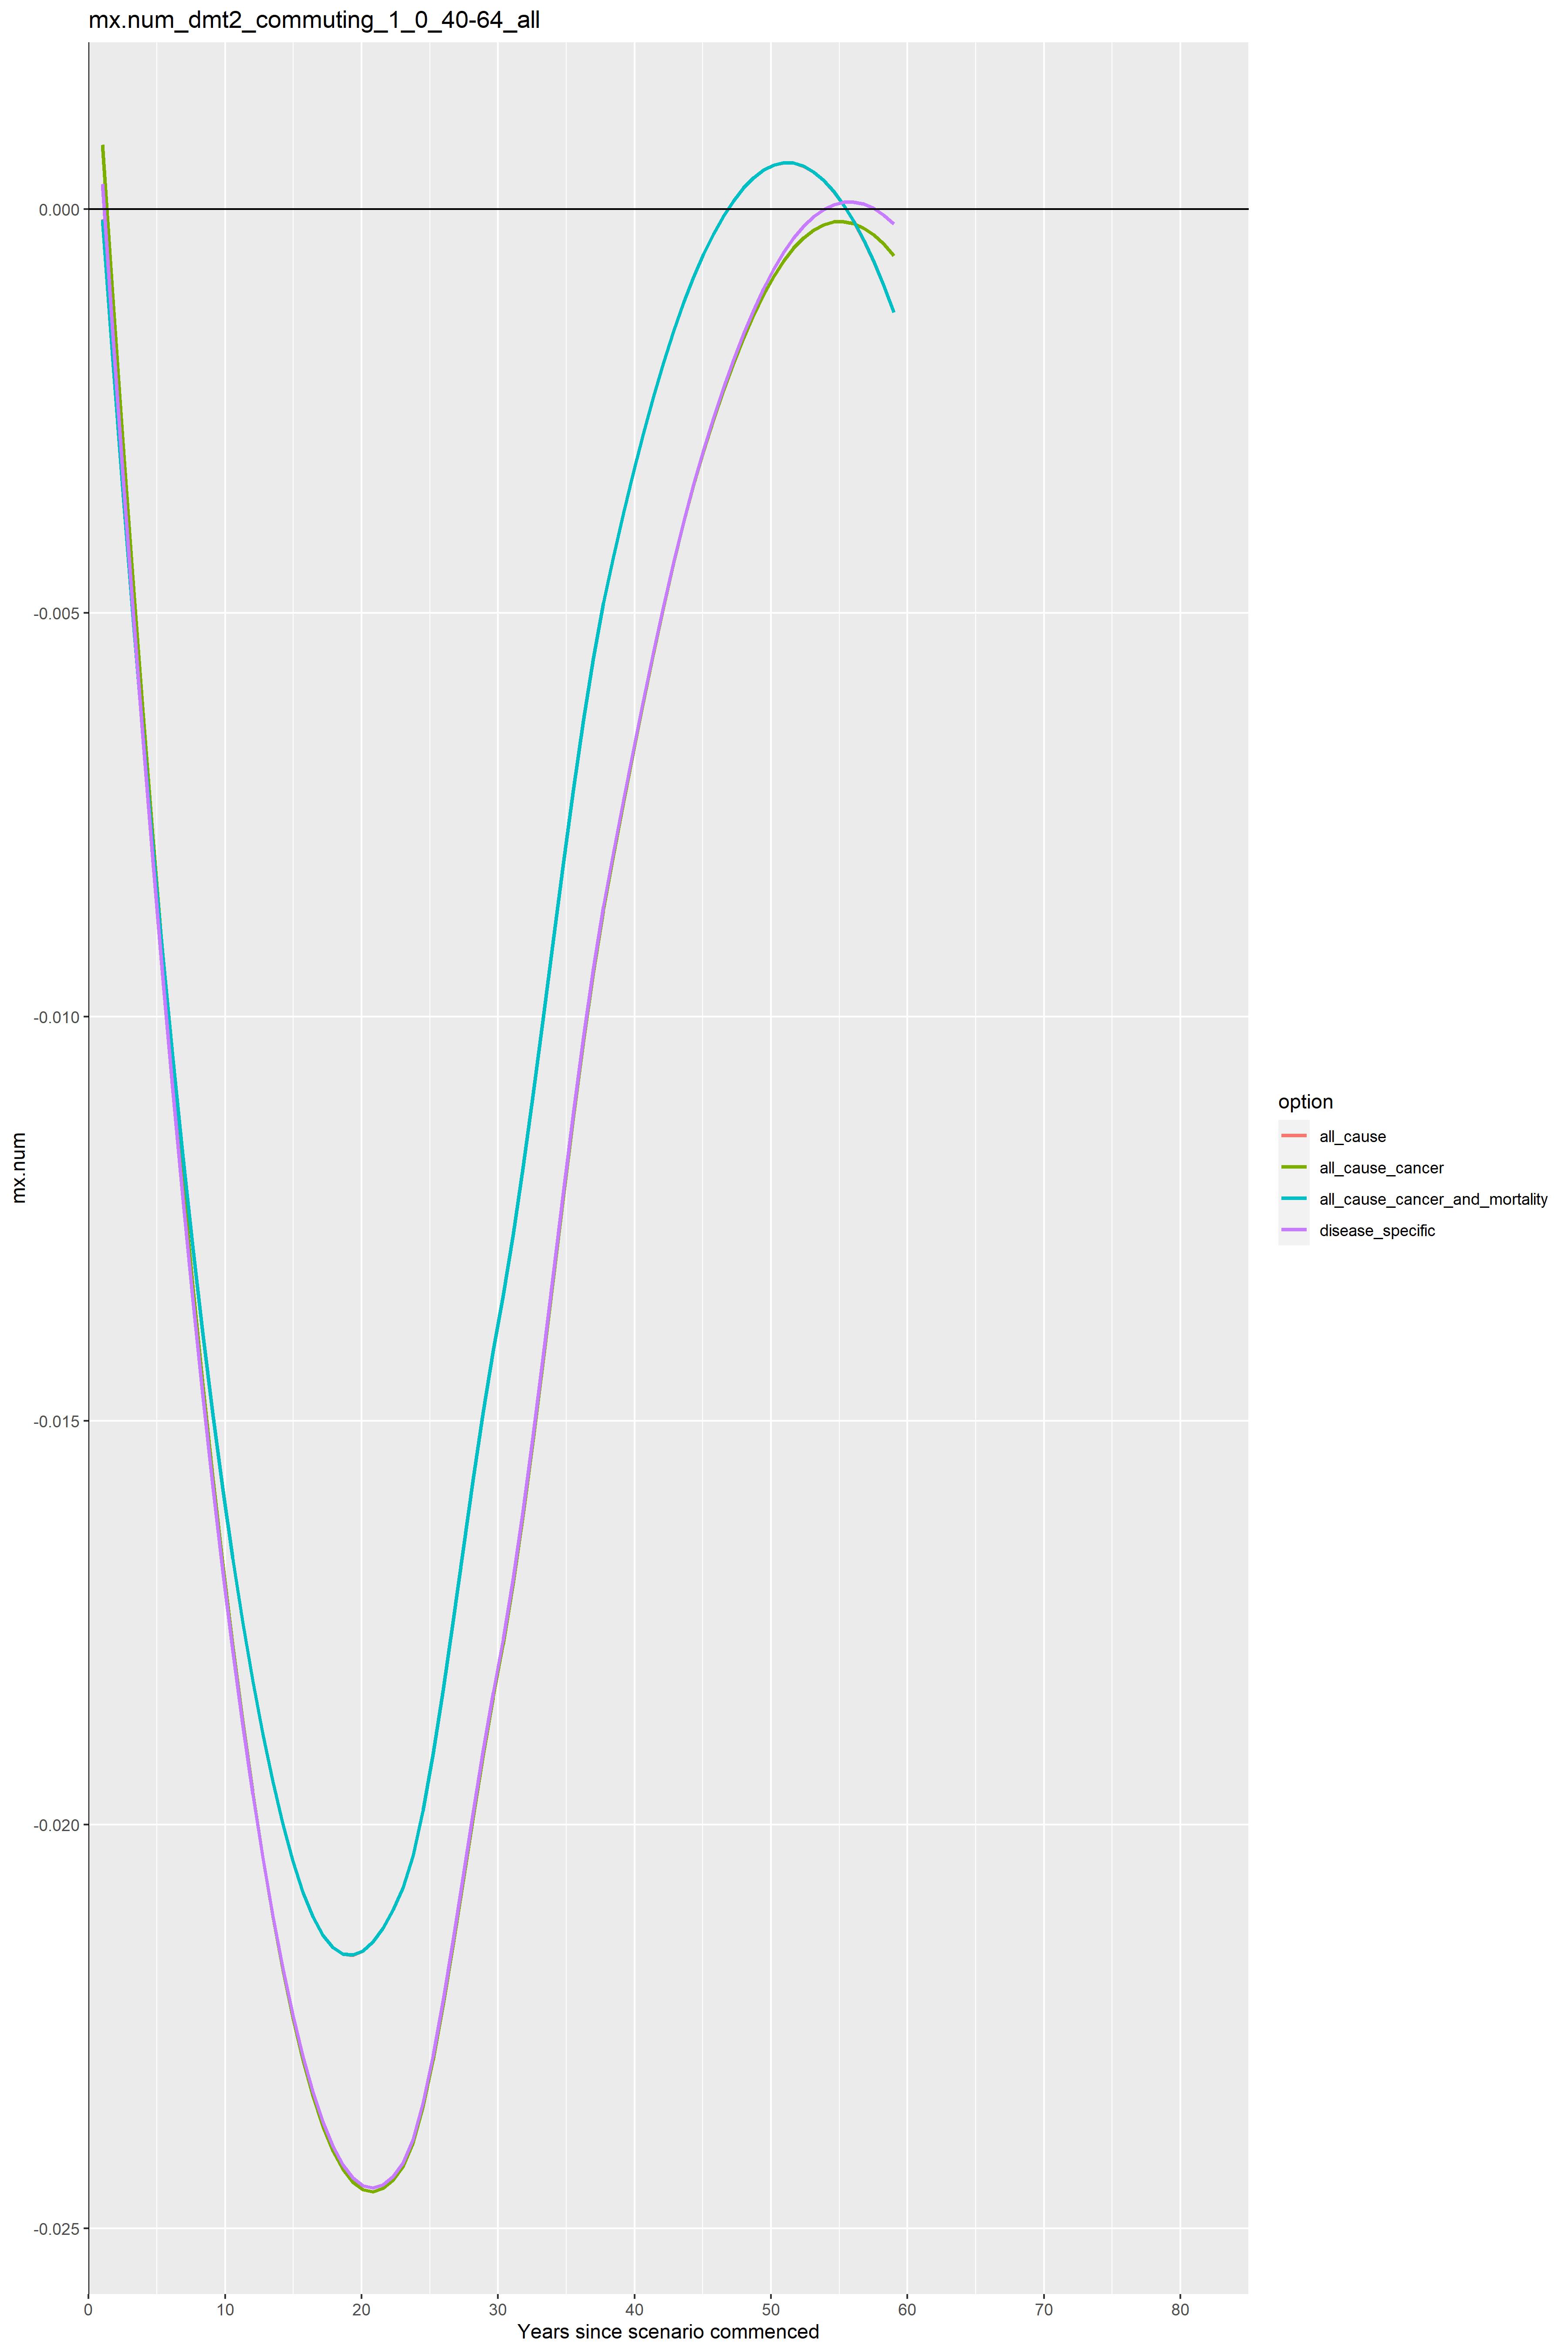 mx.num_dmt2_commuting_1_0_40-64_all
0.000
-0.005
-0.010
-0.015
-0.020
-0.025
mx.num
0 10 20 30 40 50 60 70 80
Years since scenario commenced
option
all_cause
all_cause_cancer
all_cause_cancer_and_mortality
disease_specific